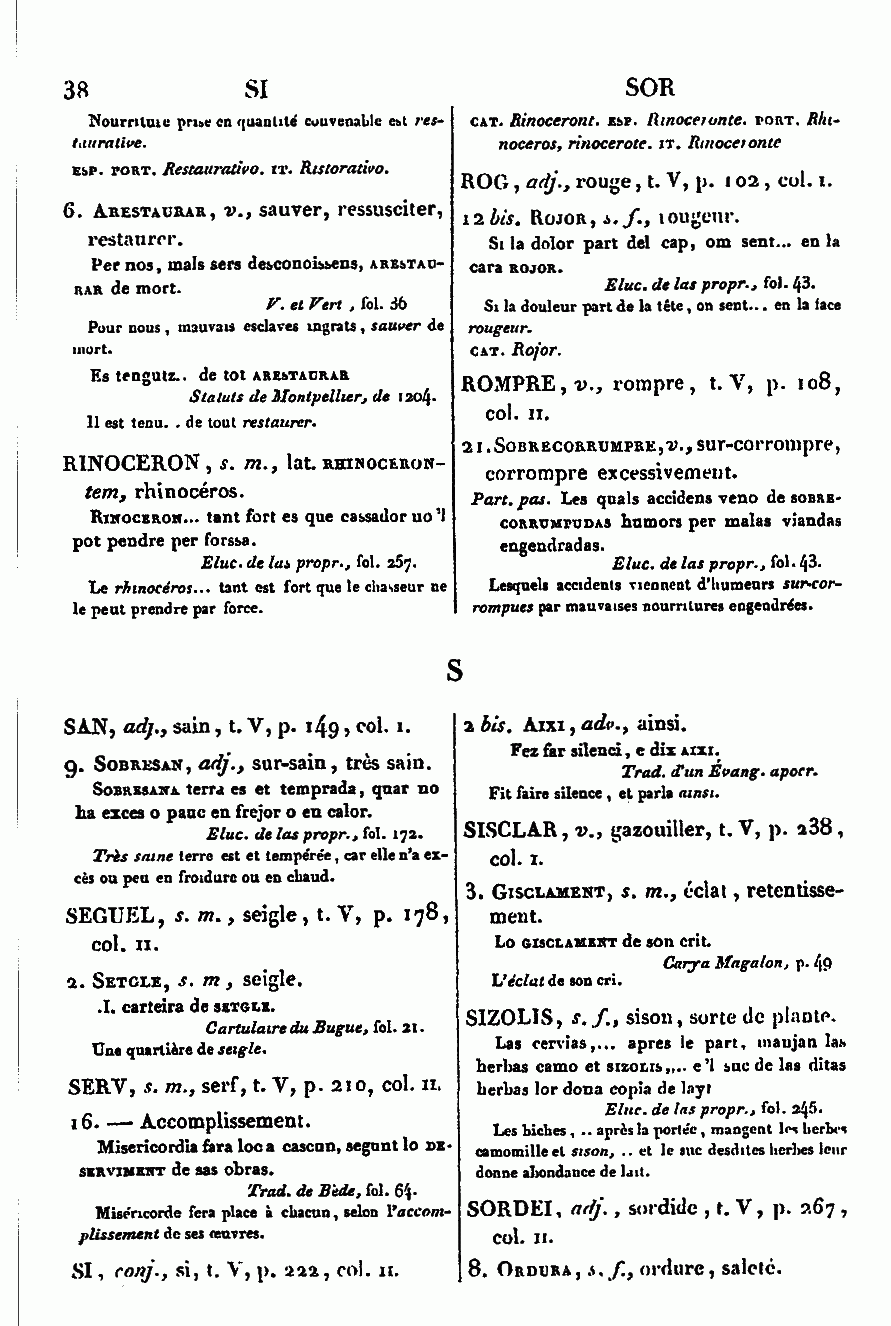 38 SI SOR
Nourriture prise en quantité convenable est res-
taurative.
ESP. PORT. Restaurativo. IT. Ristorativo.
6. ARESTAURAR, v., sauver, ressusciter,
restaurer.
Per nos, mals sers desconoissens, ARESTAU-
RAR de mort.
V. et Vert, fol. 36
Pour nous, mauvais esclaves ingrats, sauver de
mort.
Es tengutz.. de tot ARESTAURAR
Statuts de Montpellier, de 1204.
Il est tenu. . de tout restaurer.
RINOCERON, s. m., lat. RHINOCERON-
tem, rhinocéros.
RINOCERON... tant fort es que cassador no 'l
pot pendre per forssa.
Eluc. de las propr., fol. 257.
Le rhinocéros... tant est fort que le chasseur ne
le peut prendre par force.
CAT. Rinoceront. ESP. Rinoceronte. PORT. Rhi-
noceros, rinocerote. IT. Rinoceronte
ROG, adj., rouge, t. V, p. 102, col. I.
12 bis. ROJOR, s. f., rougeur.
Si la dolor part del cap, om sent... en la
cara ROJOR.
Eluc. de las propr., fol. 43.
Si la douleur part de la tête, on sent... en la face
rougeur.
CAT. Rojor.
ROMPRE, v., rompre, t. V, p. 108,
col. II.
21. SOBRECORRUMPRE, v., sur-corrompre,
corrompre excessivement.
Part. pas. Les quals accidens veno de SOBRE-
CORRUMPUDAS humors per malas viandas
engendradas.
Eluc. de las propr., fol. 43.
Lesquels accidents viennent d'humeurs sur-cor-
rompues par mauvaises nourritures engendrées.
S
SAN, adj., sain, t. V, p. 149, col. I.
9. SOBRESAN, adj., sur-sain, très sain.
SOBRESANA terra es et temprada, quar no
ha exces o pauc en frejor o en calor.
Eluc. de las propr., fol. 172.
Très saine terre est et tempérée, car elle n'a ex-
cès ou peu en froidure ou en chaud.
SEGUEL, s. m., seigle, t. V, p. 178,
col. II.
2. SETGLE, s. m, seigle.
.I. carteira de SETGLE.
Cartulaire du Bugue, fol. 21.
Une quartière de seigle.
SERV, s. m., serf, t. V, p. 210, col. II.
16. — Accomplissement.
Misericordia fara loc a cascun, segunt lo DE-
SERVIMENT de sas obras.
Trad. de Bède, fol. 64.
Miséricorde fera place à chacun, selon l'accom-
plissement de ses œuvres.
SI, conj., si, t. V, p. 222, col. II.
2 bis. AIXI, adv., ainsi.
Fez far silenci, e dix AIXI.
Trad. d'un Évang. apocr.
Fit faire silence, et parla ainsi.
SISCLAR, v., gazouiller, t. V, p. 238,
col. I.
3. GISCLAMENT, s. m., éclat, retentisse-
ment.
Lo GISCLAMENT de son crit.
Carya Magalon, p. 49
L'éclat de son cri.
SIZOLIS, s. f., sison, sorte de plante.
Las cervias,... apres le part, maujan las
herbas camo et SIZOLIS,... e 'l suc de las ditas
herbas lor dona copia de layt
Eluc. de las propr., fol. 245.
Les biches, .. après la portée, mangent les herbes
camomille et sison, .. et le suc desdites herbes leur
donne abondance de lait.
SORDEI, adj., sordide, t. V, p. 267,
col. II.
8. ORDURA, s. f., ordure, saleté.